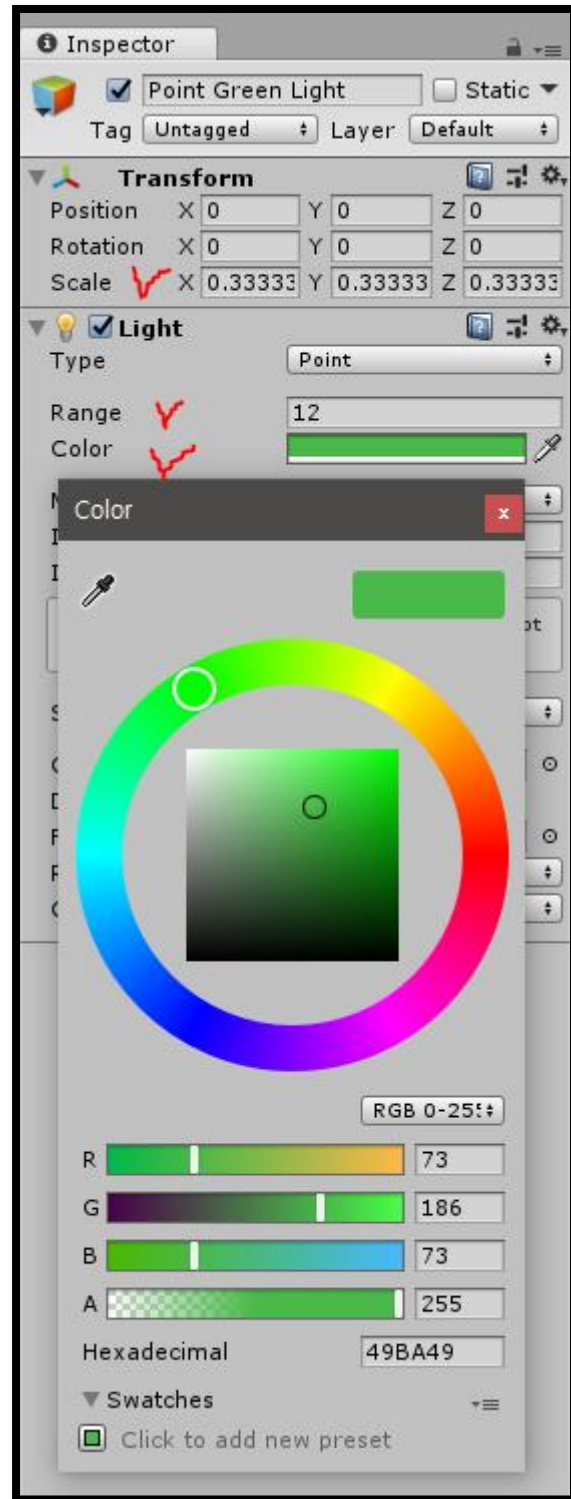 Inspector
Point Green Light Static
Tag Untagged Layer Default
Transform
Position X 0 Y 0 Z 0
Rotation X 0 Y 0 Z 0
Scale X 0.33333 Y 0.33333 Z 0.33333
Light
Type Point
Range 12
Color
Color x
RGB 0-25
R 73
G 186
B 73
A 255
Hexadecimal 49BA49
Swatches
Click to add new preset